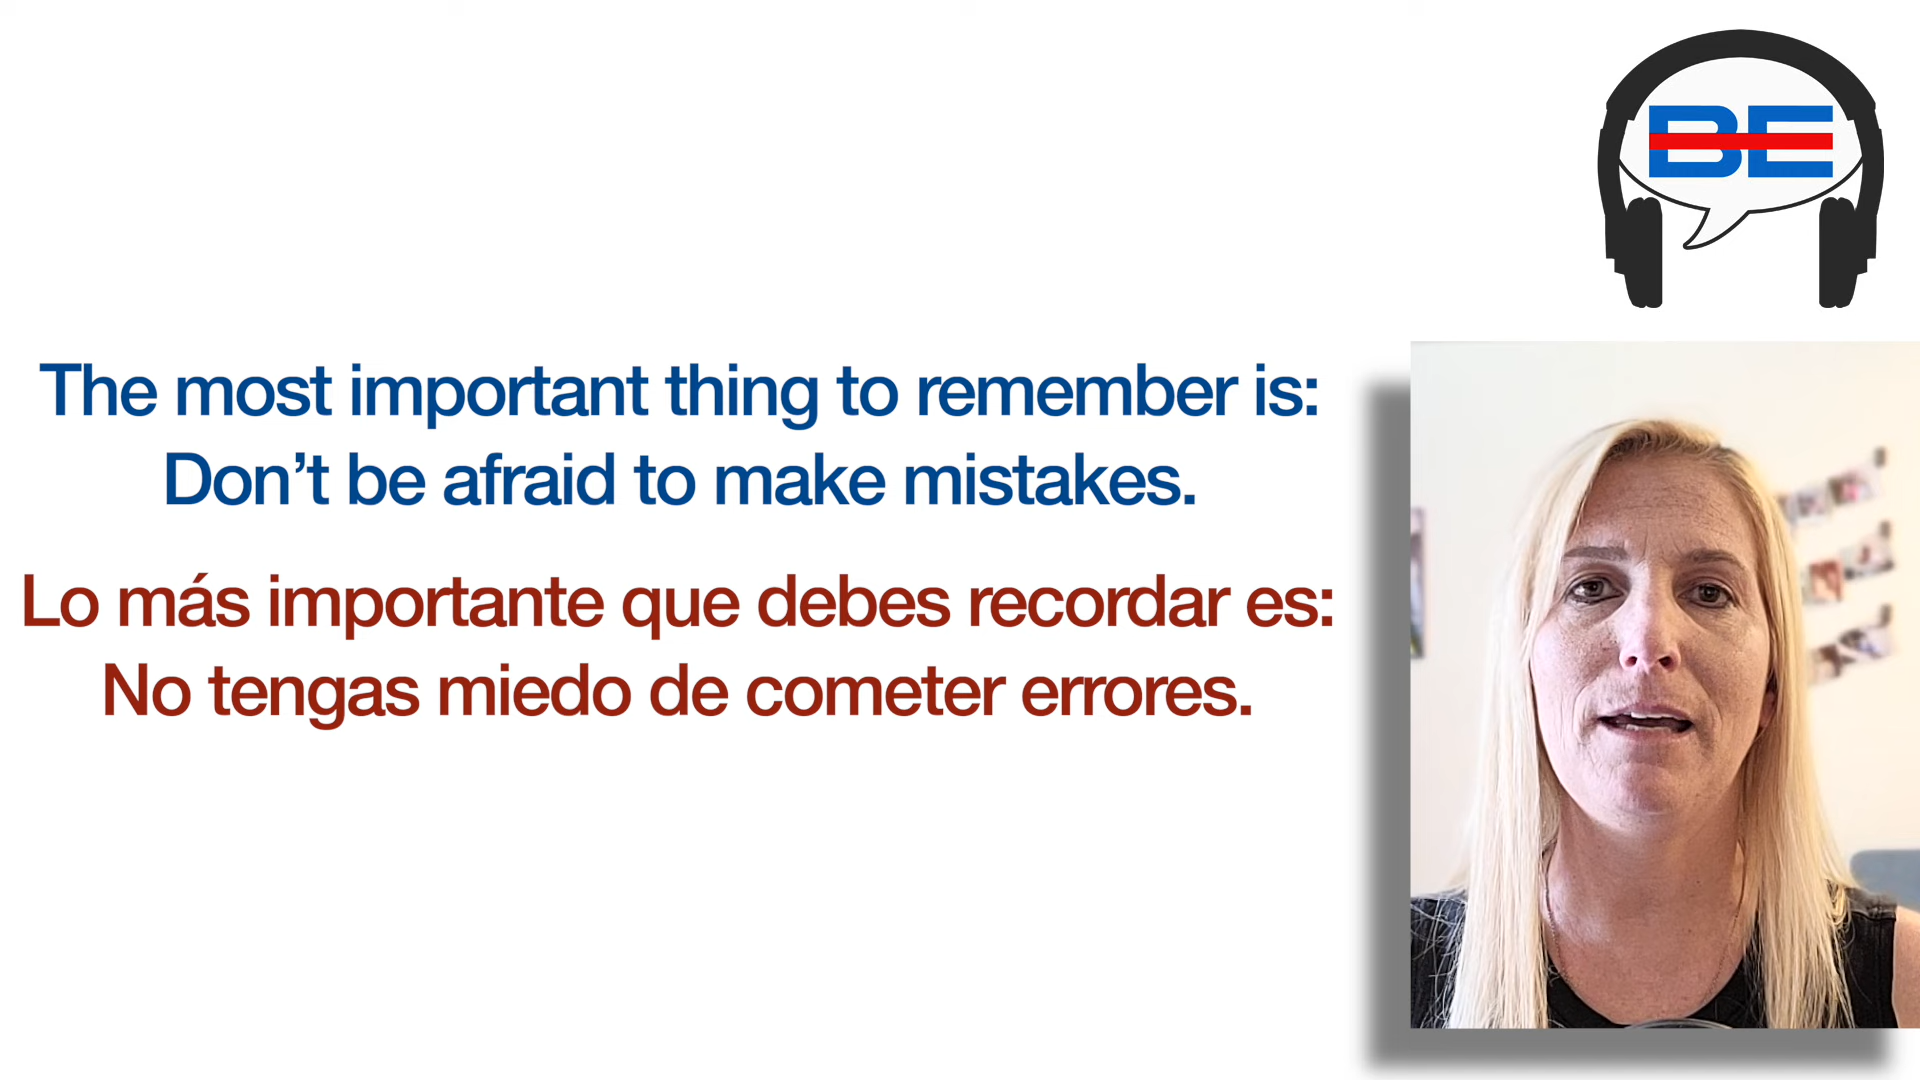 BE
The most important thing to remember is:
Don’t be afraid to make mistakes.
Lo más importante que debes recordar es:
No tengas miedo de cometer errores.